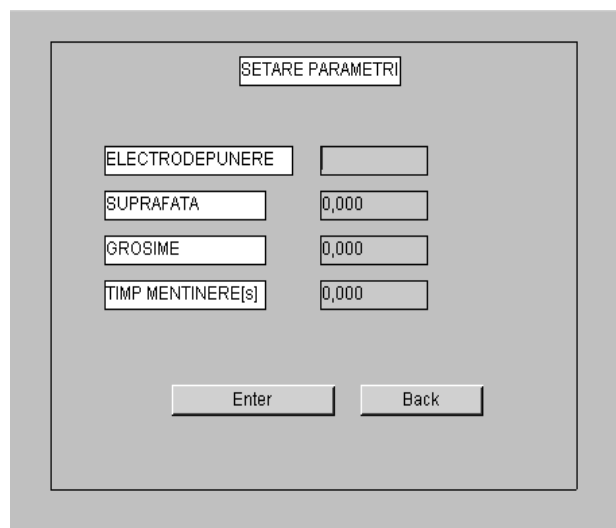 SETARE PARAMETRI
ELECTRODEPUNERE
SUPRAFATA 0,000
GROSIME 0,000
TIMP MENTINERE[s] 0,000
Enter Back